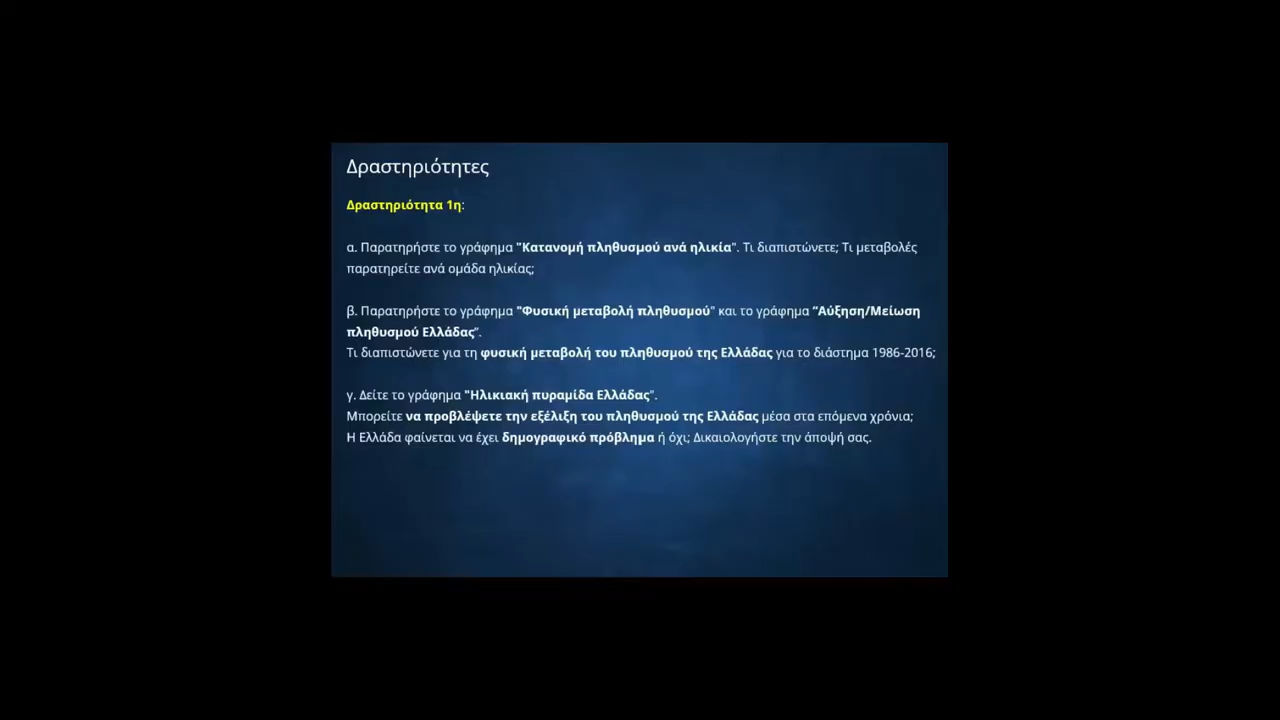 Δραστηριότητες
Δραστηριότητα 1η:
α. Παρατηρήστε το γράφημα "Κατανομή πληθυσμού ανά ηλικία". Τι διαπιστώνετε; Τι μεταβολές
παρατηρείτε ανά ομάδα ηλικίας;
β. Παρατηρήστε το γράφημα "Φυσική μεταβολή πληθυσμού" και το γράφημα “Αύξηση/Μείωση
πληθυσμού Ελλάδας”.
Τι διαπιστώνετε για τη φυσική μεταβολή του πληθυσμού της Ελλάδας για το διάστημα 1986-2016;
γ. Δείτε το γράφημα "Ηλικιακή πυραμίδα Ελλάδας".
Μπορείτε να προβλέψετε την εξέλιξη του πληθυσμού της Ελλάδας μέσα στα επόμενα χρόνια;
Η Ελλάδα φαίνεται να έχει δημογραφικό πρόβλημα ή όχι; Δικαιολογήστε την άποψή σας.